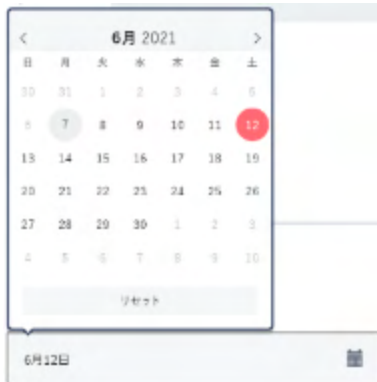 < 6月 2021 >
日 月 火 水 木 金 土
30 31 1 2 3 4 5
6 7 8 9 10 11 12
13 14 15 16 17 18 19
20 21 22 23 24 25 26
27 28 29 30 1 2 3
4 5 6 7 8 9 10
リセット
6月12日